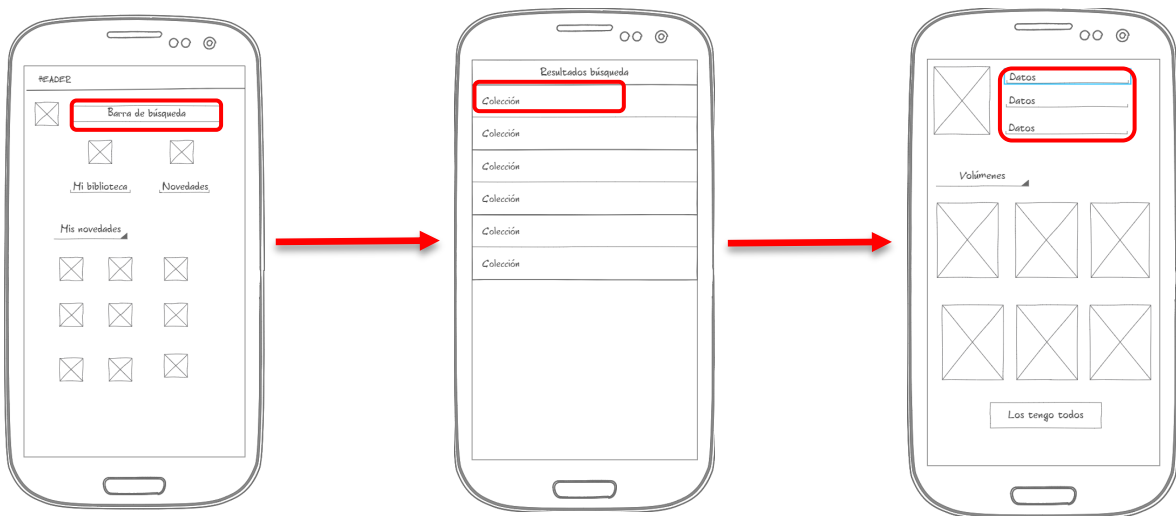 HEADER
Barra de búsqueda
Mi biblioteca
Novedades
Mis novedades
Resultados búsqueda
Colección
Colección
Colección
Colección
Colección
Colección
Datos
Datos
Datos
Volúmenes
Los tengo todos